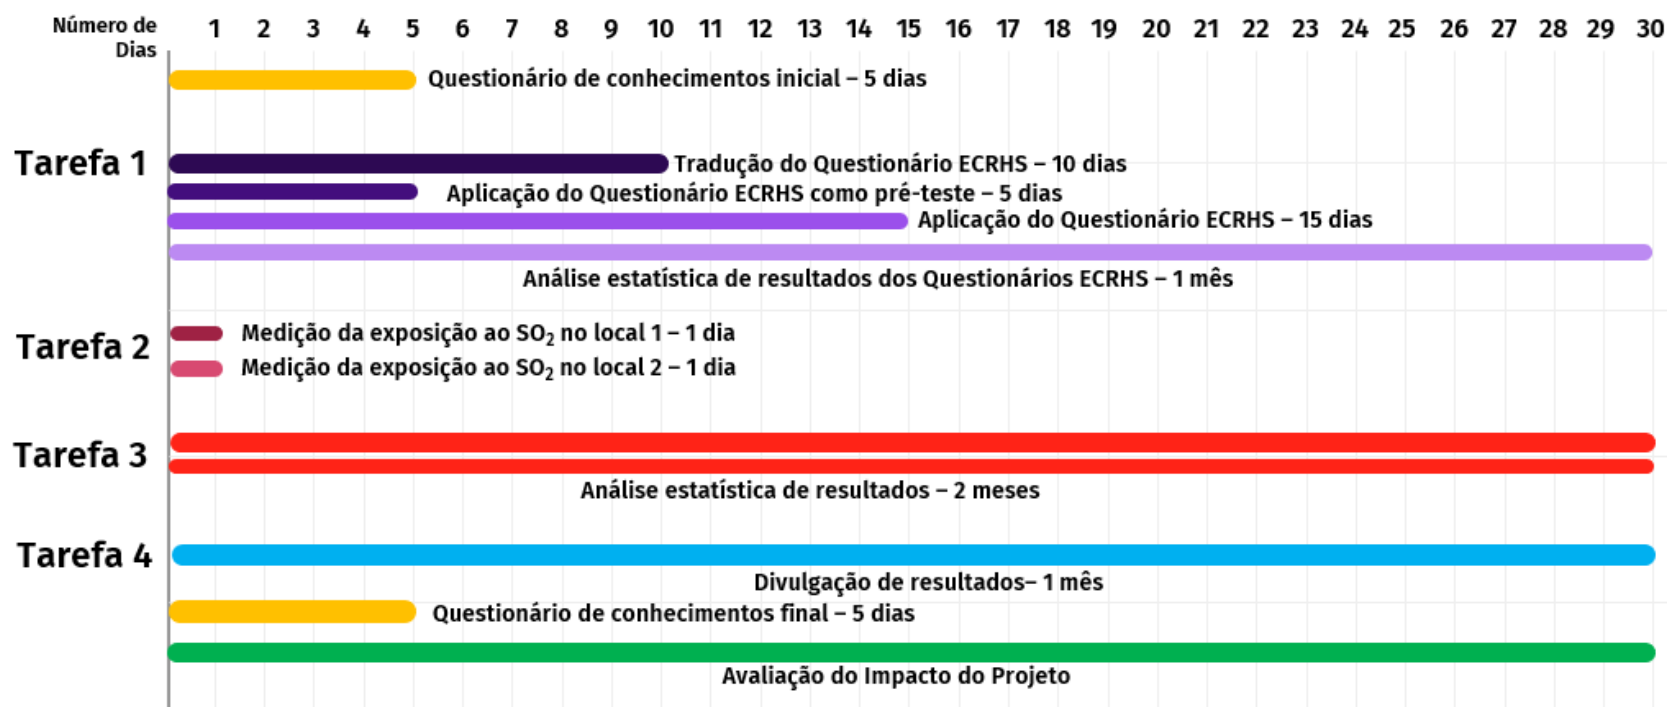 Número de
Dias
1 2 3 4 5 6 7 8 9 10 11 12 13 14 15 16 17 18 19 20 21 22 23 24 25 26 27 28 29 30
Questionário de conhecimentos inicial – 5 dias
Tarefa 1
Tradução do Questionário ECRHS – 10 dias
Aplicação do Questionário ECRHS como pré-teste – 5 dias
Aplicação do Questionário ECRHS – 15 dias
Análise estatística de resultados dos Questionários ECRHS – 1 mês
Tarefa 2
Medição da exposição ao SO₂ no local 1 – 1 dia
Medição da exposição ao SO₂ no local 2 – 1 dia
Tarefa 3
Análise estatística de resultados – 2 meses
Tarefa 4
Divulgação de resultados– 1 mês
Questionário de conhecimentos final – 5 dias
Avaliação do Impacto do Projeto